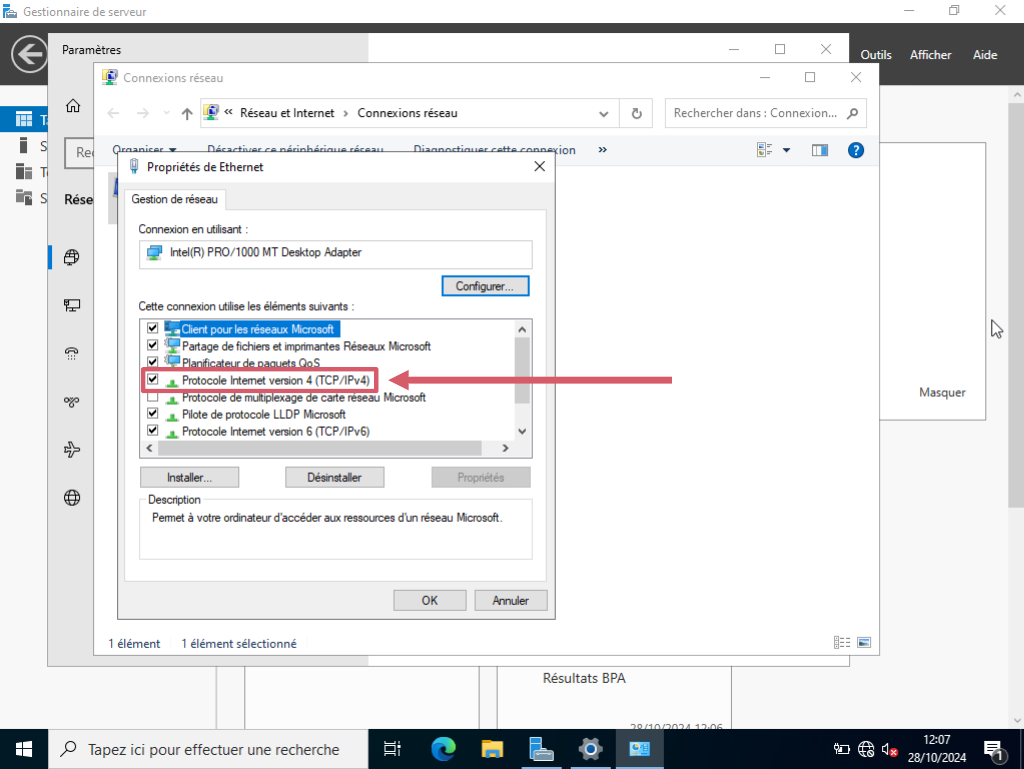 Gestionnaire de serveur
Outils Afficher Aide
Paramètres
Connexions réseau
« Réseau et Internet › Connexions réseau
Rechercher dans : Connexion...
Organiser Désactiver ce périphérique réseau Diagnostiquer cette connexion »
Propriétés de Ethernet
Gestion de réseau
Connexion en utilisant :
Intel(R) PRO/1000 MT Desktop Adapter
Configurer...
Cette connexion utilise les éléments suivants :
Client pour les réseaux Microsoft
Partage de fichiers et imprimantes Réseaux Microsoft
Planificateur de paquets QoS
Protocole Internet version 4 (TCP/IPv4)
Protocole de multiplexage de carte réseau Microsoft
Pilote de protocole LLDP Microsoft
Protocole Internet version 6 (TCP/IPv6)
Installer... Désinstaller Propriétés
Description
Permet à votre ordinateur d'accéder aux ressources d'un réseau Microsoft.
OK Annuler
Masquer
1 élément 1 élément sélectionné
Résultats BPA
28/10/2024 12:06
Tapez ici pour effectuer une recherche
12:07
28/10/2024
1